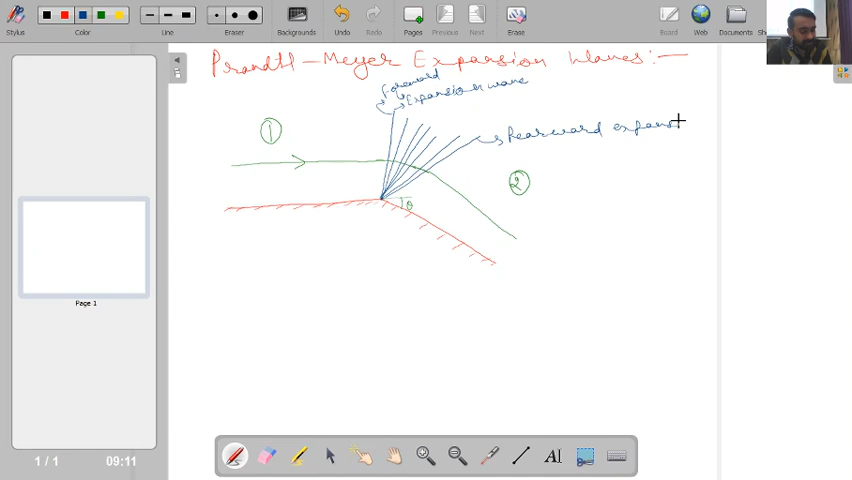 Stylus
Color
Line
Eraser
Backgrounds
Undo
Pages
Previous
Next
Erase
Board
Web
Documents
Prandtl - Meyer Expansion Waves:-
Forward
Expansion wave
1
Rearward expans
2
θ
Page 1
1 / 1
09:11
AI